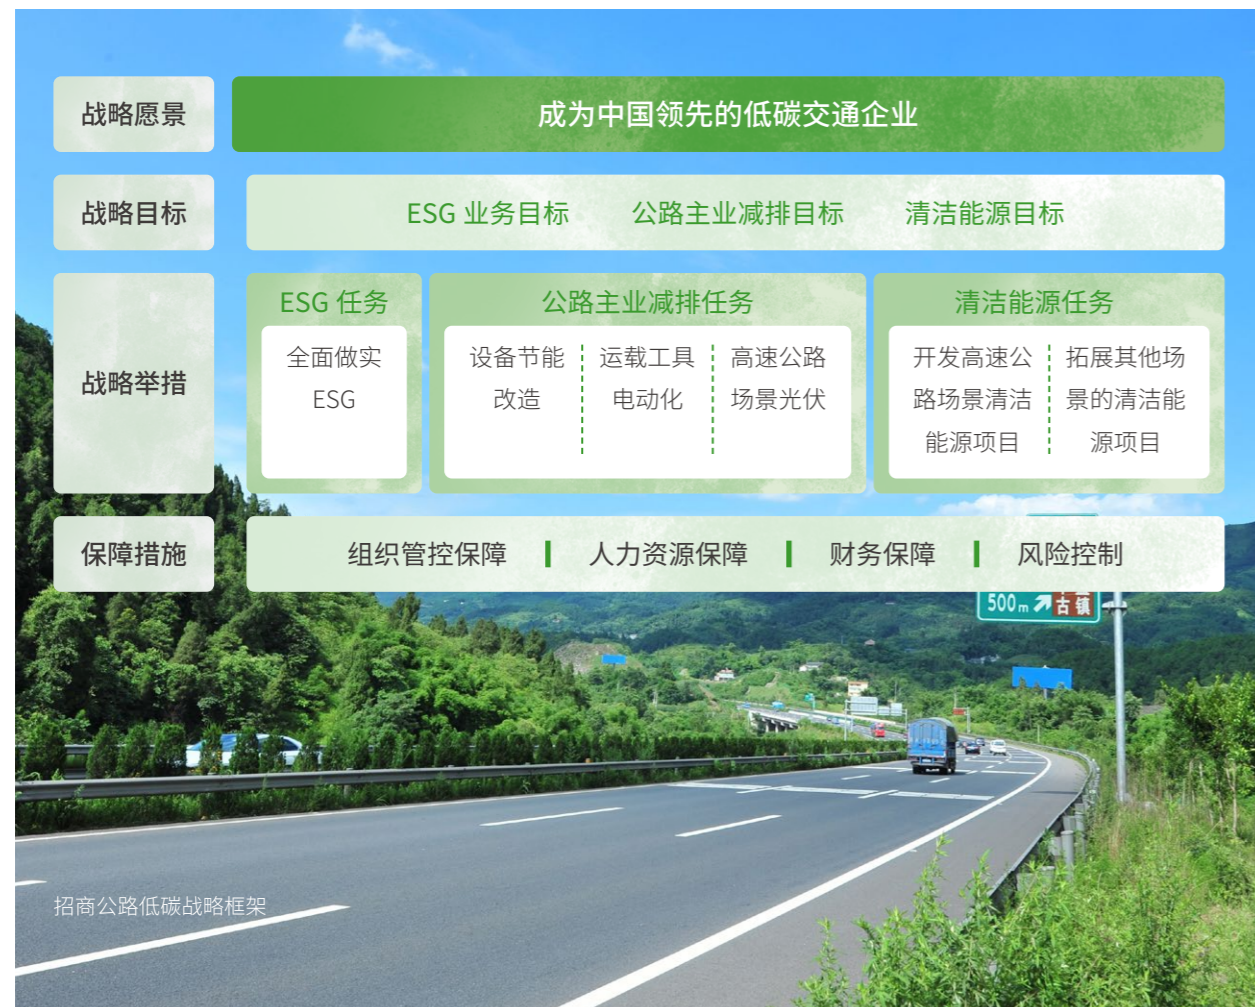 战略愿景
成为中国领先的低碳交通企业
战略目标
ESG 业务目标 公路主业减排目标 清洁能源目标
战略举措
ESG 任务
全面做实
ESG
公路主业减排任务
设备节能
改造
运载工具
电动化
高速公路
场景光伏
清洁能源任务
开发高速公
路场景清洁
能源项目
拓展其他场
景的清洁能
源项目
保障措施
组织管控保障 人力资源保障 财务保障 风险控制
500m
古镇
招商公路低碳战略框架